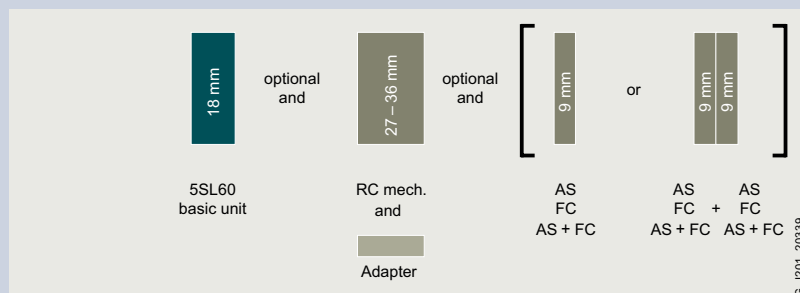 18 mm
optional
and
27 – 36 mm
optional
and
9 mm
or
9 mm
9 mm
5SL60
basic unit
RC mech.
and
Adapter
AS
FC
AS + FC
AS AS
FC + FC
AS + FC AS + FC